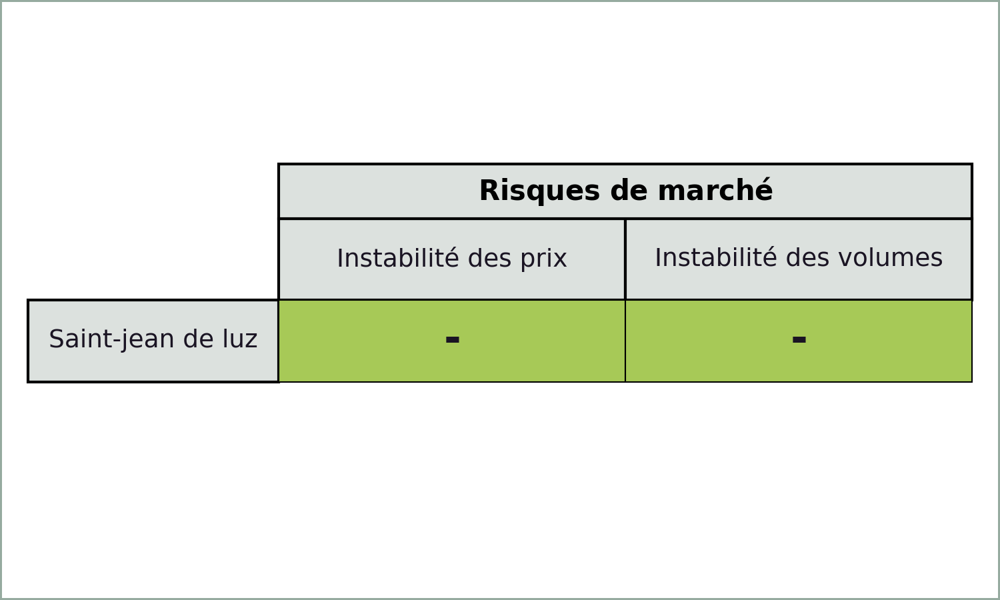 Risques de marché
Instabilité des prix
Instabilité des volumes
Saint-jean de luz
-
-